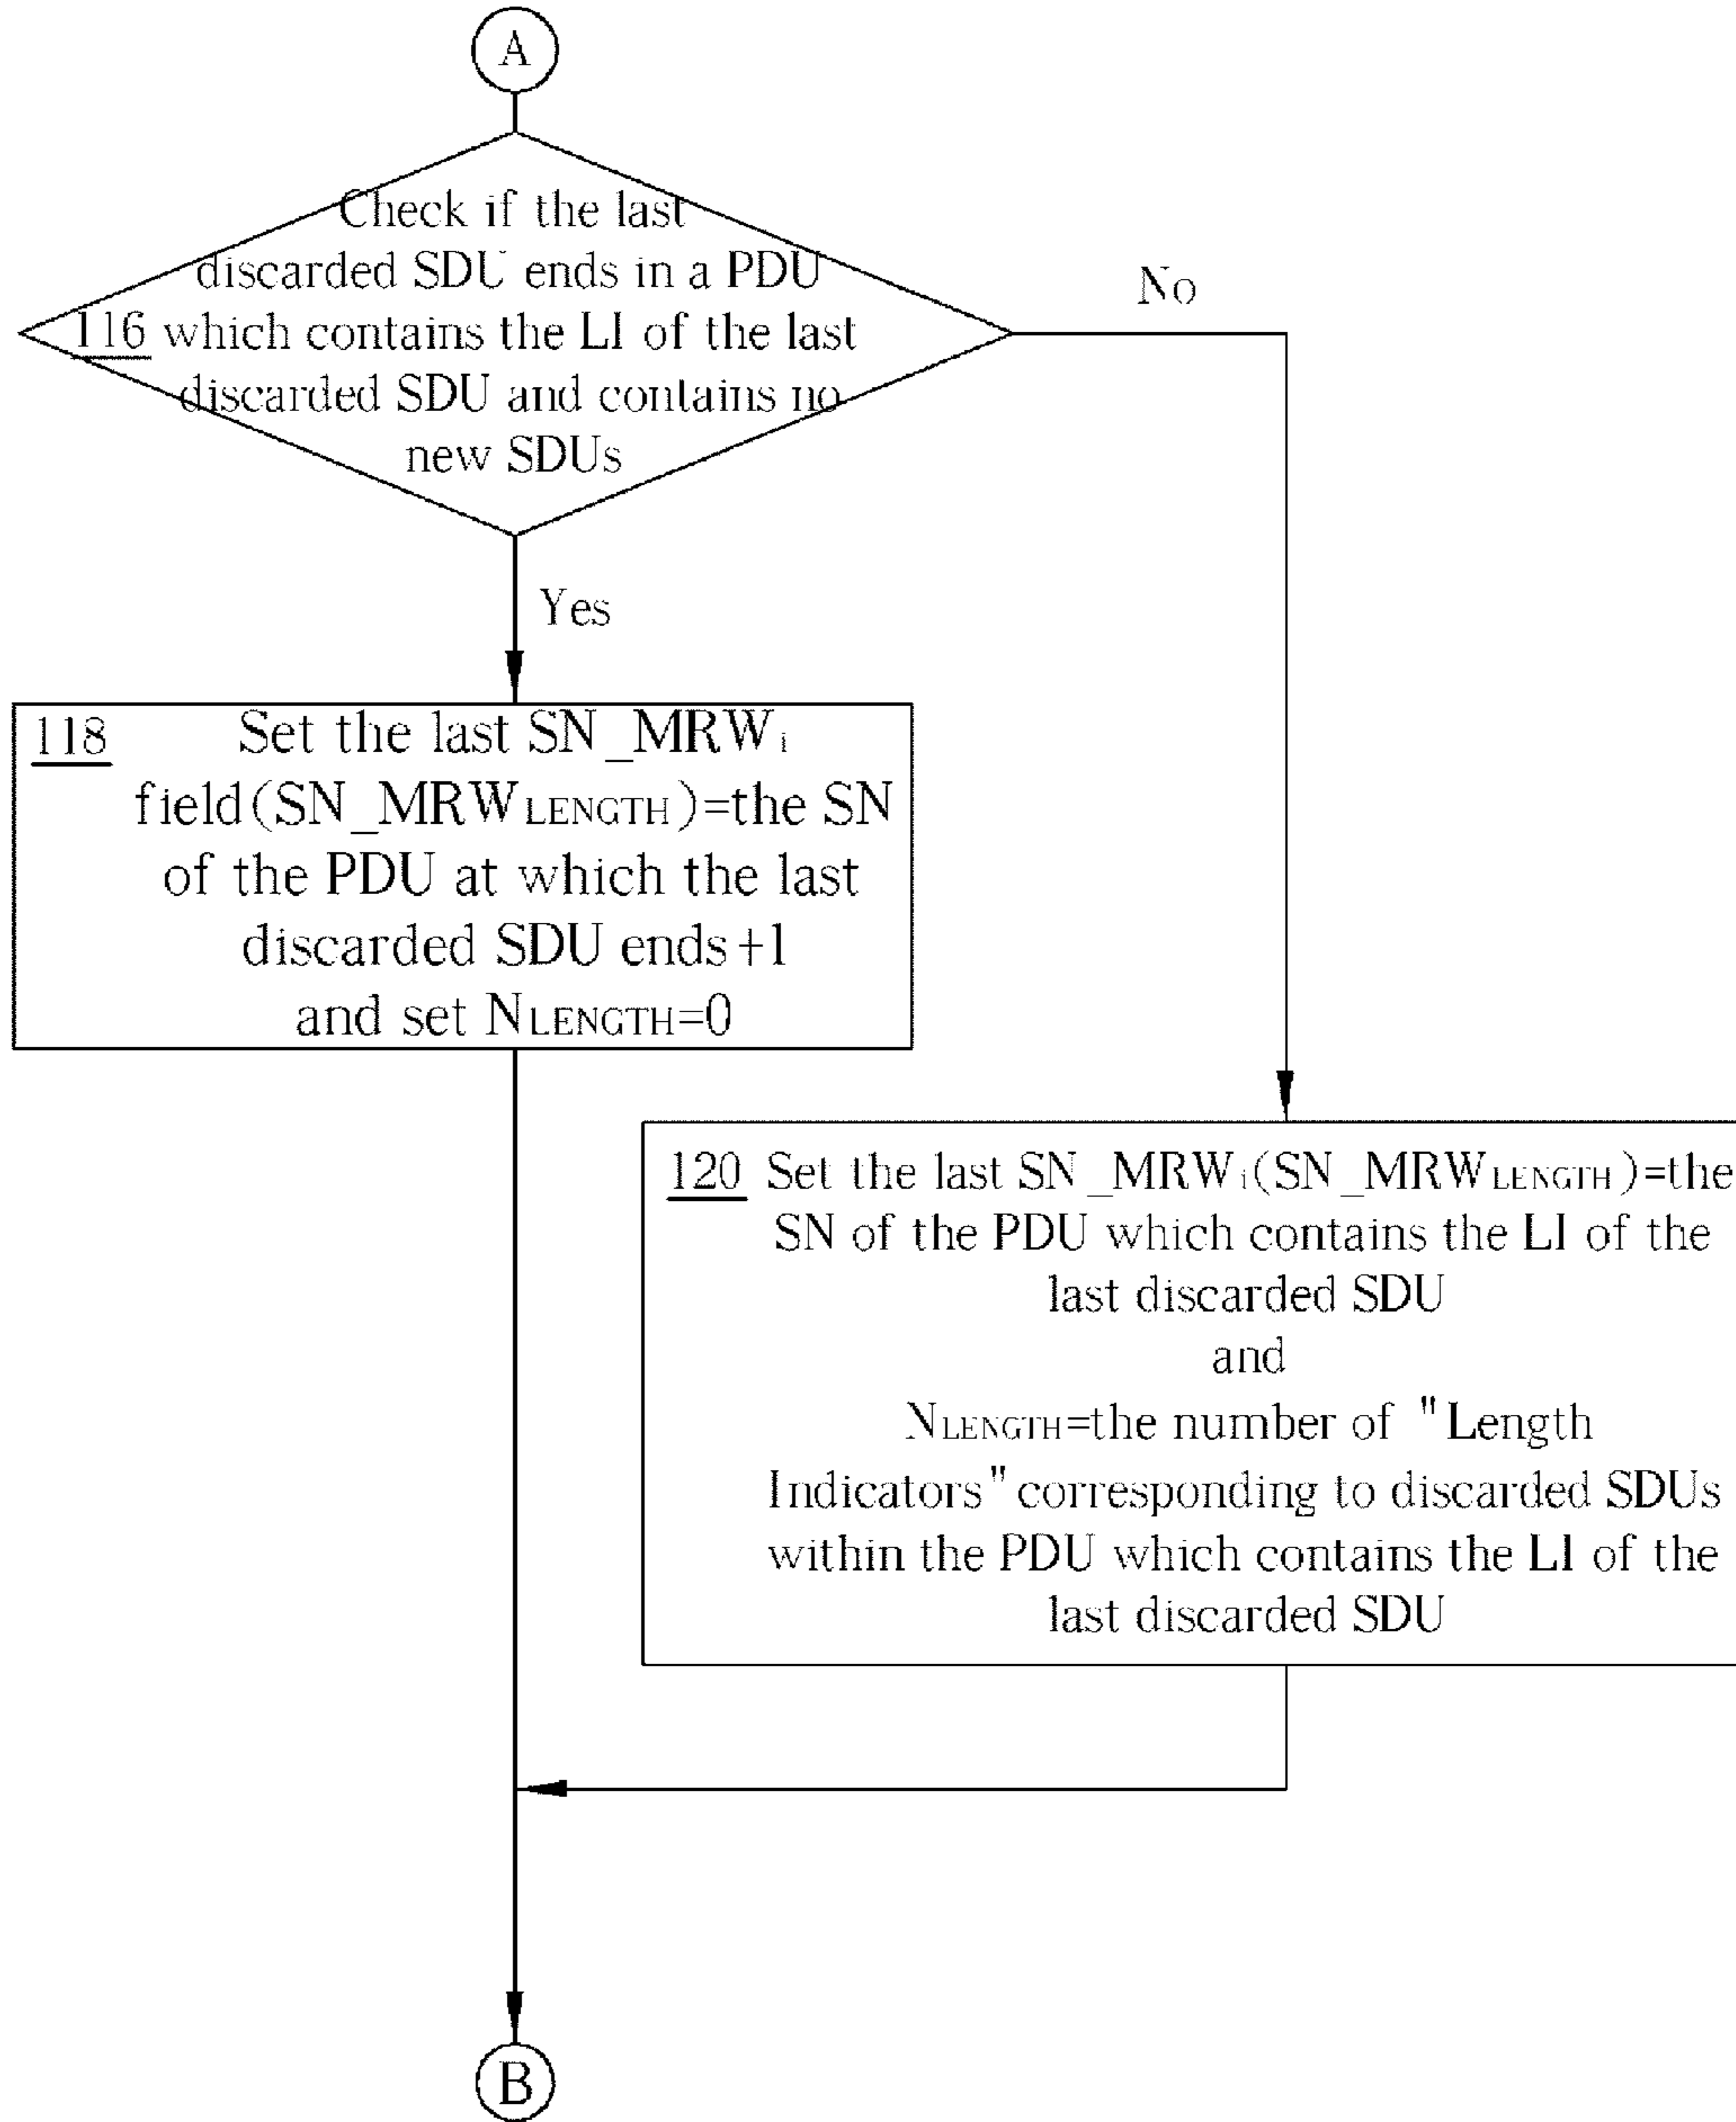 A
Check if the last
discarded SDU ends in a PDU
116 which contains the LI of the last
discarded SDU and contains no
new SDUs
No
Yes
118 Set the last SN_MRWi
field(SN_MRWLENGTH)=the SN
of the PDU at which the last
discarded SDU ends+1
and set NLENGTH=0
120 Set the last SN_MRWi(SN_MRWLENGTH)=the
SN of the PDU which contains the LI of the
last discarded SDU
and
NLENGTH=the number of "Length
Indicators" corresponding to discarded SDUs
within the PDU which contains the LI of the
last discarded SDU
B